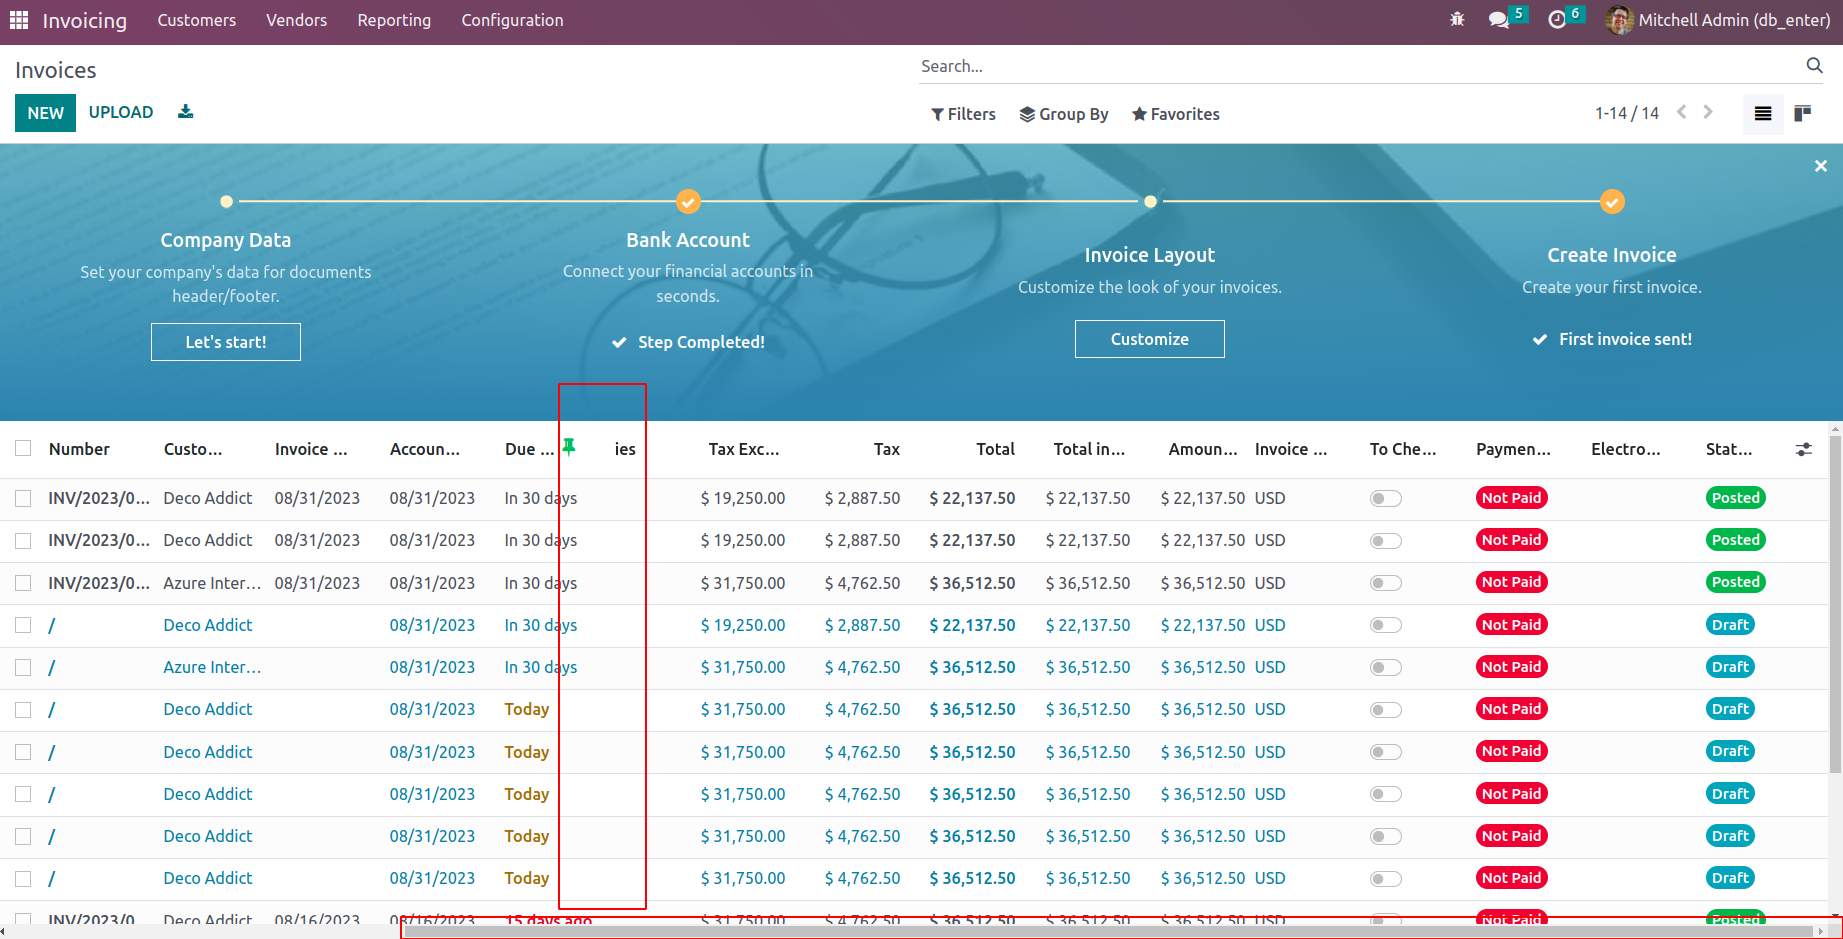 Invoicing Customers Vendors Reporting Configuration 5 6 Mitchell Admin (db_enter)
Invoices Search...
NEW UPLOAD Filters Group By Favorites 1-14 / 14
Company Data Bank Account Invoice Layout Create Invoice
Set your company's data for documents
header/footer.
Connect your financial accounts in
seconds.
Customize the look of your invoices.
Create your first invoice.
Let's start! Step Completed! Customize First invoice sent!
Number Custo... Invoice ... Accoun... Due ... ies Tax Exc... Tax Total Total in... Amoun... Invoice ... To Che... Paymen... Electro... Stat...
INV/2023/0... Deco Addict 08/31/2023 08/31/2023 In 30 days $ 19,250.00 $ 2,887.50 $ 22,137.50 $ 22,137.50 $ 22,137.50 USD Not Paid Posted
INV/2023/0... Deco Addict 08/31/2023 08/31/2023 In 30 days $ 19,250.00 $ 2,887.50 $ 22,137.50 $ 22,137.50 $ 22,137.50 USD Not Paid Posted
INV/2023/0... Azure Inter... 08/31/2023 08/31/2023 In 30 days $ 31,750.00 $ 4,762.50 $ 36,512.50 $ 36,512.50 $ 36,512.50 USD Not Paid Posted
/ Deco Addict 08/31/2023 In 30 days $ 19,250.00 $ 2,887.50 $ 22,137.50 $ 22,137.50 $ 22,137.50 USD Not Paid Draft
/ Azure Inter... 08/31/2023 In 30 days $ 31,750.00 $ 4,762.50 $ 36,512.50 $ 36,512.50 $ 36,512.50 USD Not Paid Draft
/ Deco Addict 08/31/2023 Today $ 31,750.00 $ 4,762.50 $ 36,512.50 $ 36,512.50 $ 36,512.50 USD Not Paid Draft
/ Deco Addict 08/31/2023 Today $ 31,750.00 $ 4,762.50 $ 36,512.50 $ 36,512.50 $ 36,512.50 USD Not Paid Draft
/ Deco Addict 08/31/2023 Today $ 31,750.00 $ 4,762.50 $ 36,512.50 $ 36,512.50 $ 36,512.50 USD Not Paid Draft
/ Deco Addict 08/31/2023 Today $ 31,750.00 $ 4,762.50 $ 36,512.50 $ 36,512.50 $ 36,512.50 USD Not Paid Draft
/ Deco Addict 08/31/2023 Today $ 31,750.00 $ 4,762.50 $ 36,512.50 $ 36,512.50 $ 36,512.50 USD Not Paid Draft
INV/2023/0 Deco Addict 08/16/2023 08/16/2023 15 days ago $ 31,750.00 $ 4,762.50 $ 36,512.50 $ 36,512.50 $ 36,512.50 USD Not Paid Posted